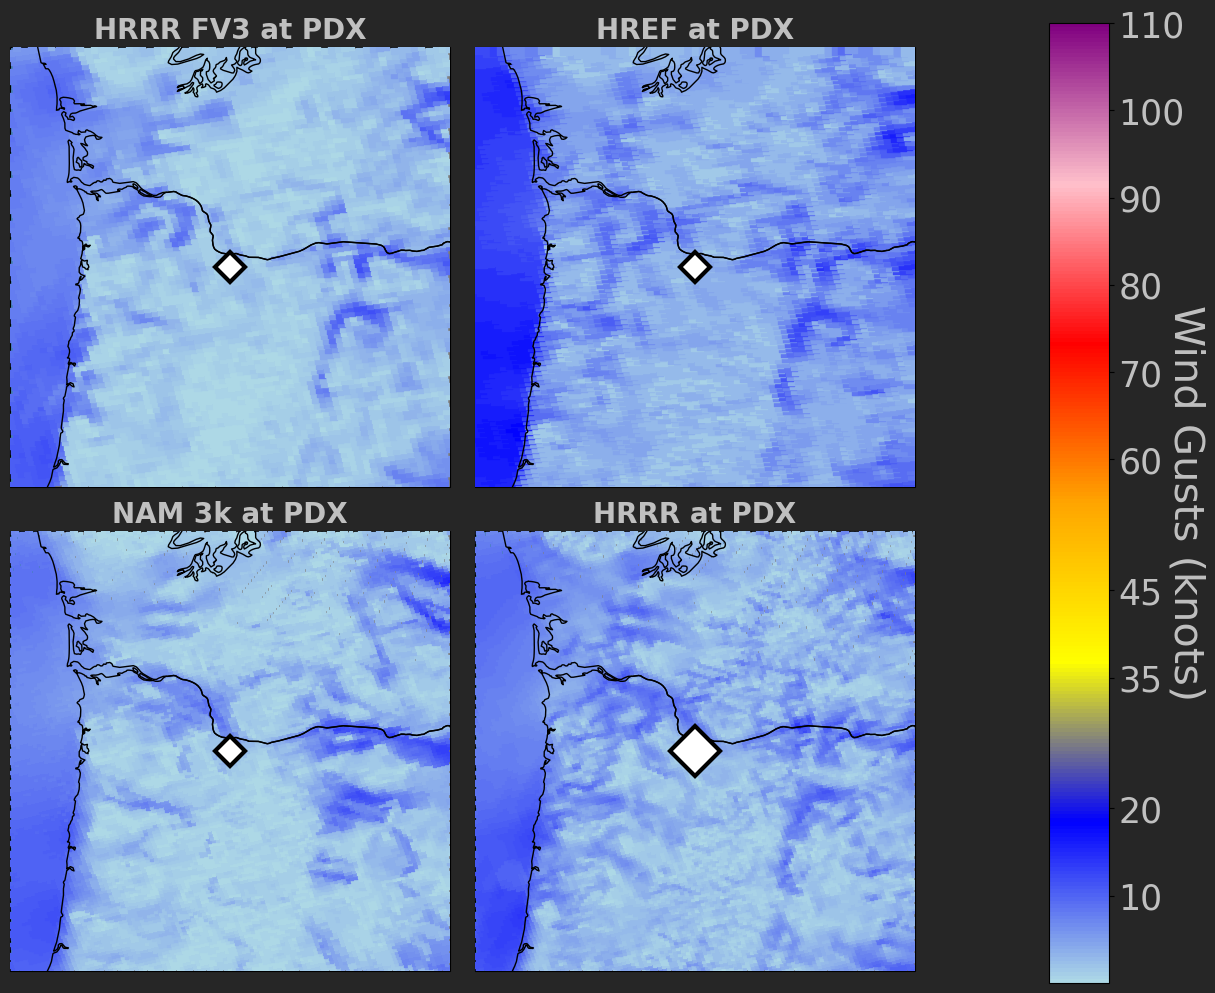 HRRR FV3 at PDX
HREF at PDX
NAM 3k at PDX
HRRR at PDX
110
100
90
80
70
60
45
35
20
10
Wind Gusts (knots)